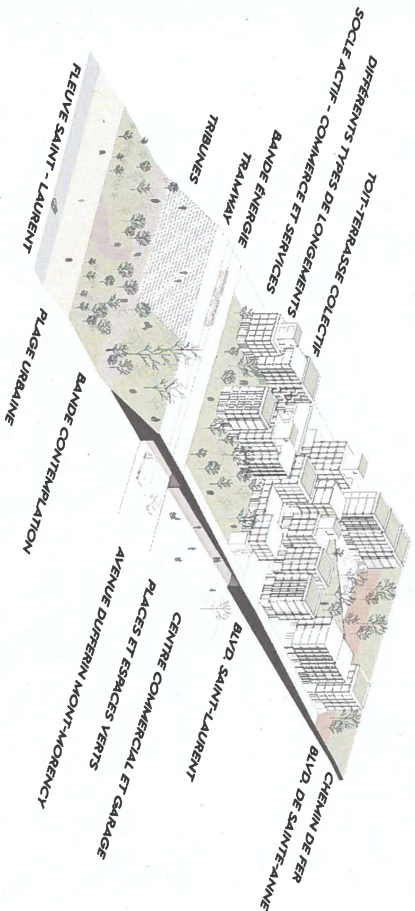 FLEUVE SAINT - LAURENT
TRIBUNES
TRAMWAY
BANDE ÉNERGIE
SOCLE ACTIF - COMMERCE ET SERVICES
DIFFÉRENTS TYPES DE LONGEMENTS
TOIT-TERRASSE COLLECTIF
PLAGE URBAINE
BANDE CONTEMPLATION
AVENUE DUFFERIN MONT-MORENCY
PLACES ET ESPACES VERTS
CENTRE COMMERCIAL ET GARAGE
BLVD. SAINT-LAURENT
BLVD. DE SAINTE-ANNE
CHEMIN DE FER